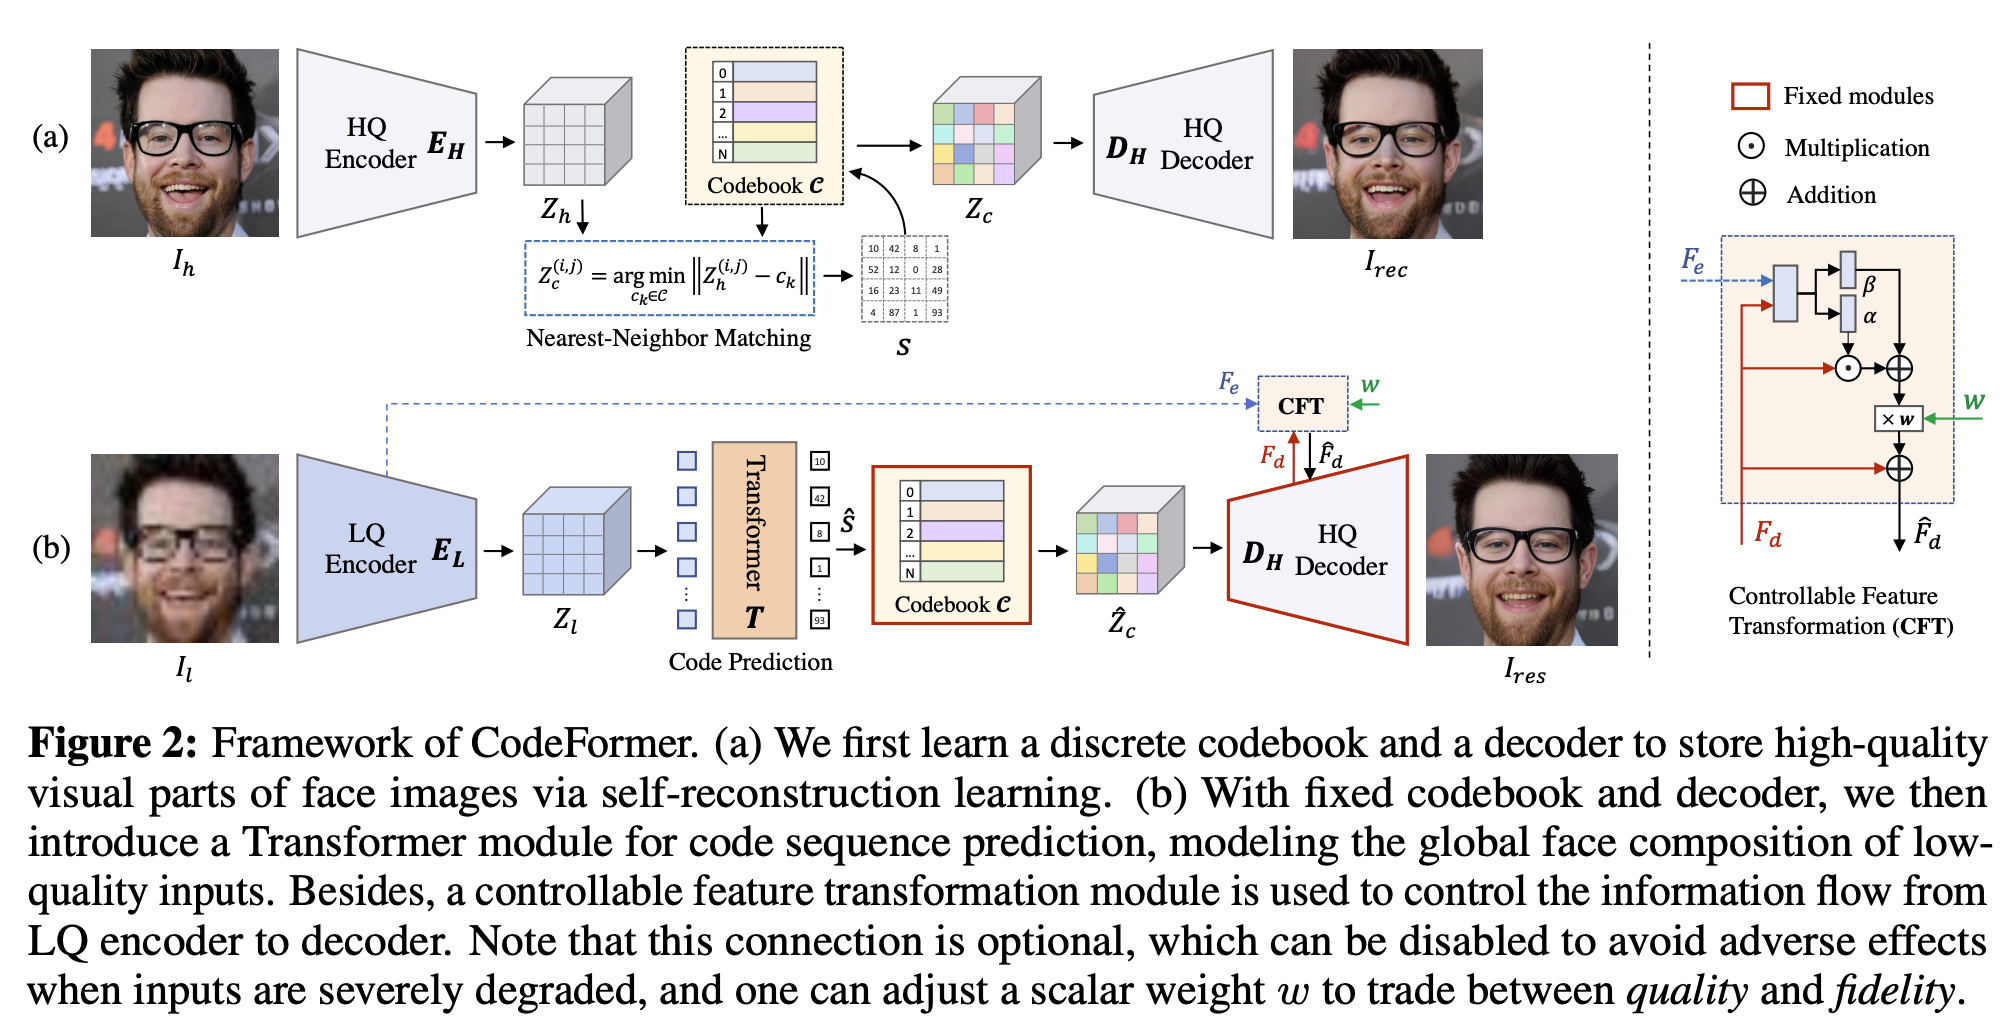 (a)
I_h
HQ
Encoder E_H
Z_h
0
1
2
...
N
Codebook 𝒞
Z_c^{(i,j)} = arg min_{c_k∈𝒞} ‖Z_h^{(i,j)} − c_k‖
Nearest-Neighbor Matching
10 42 8 1
52 12 0 28
16 23 11 49
4 87 1 93
s
Z_c
D_H HQ
Decoder
I_rec
(b)
I_l
LQ
Encoder E_L
Z_l
Transformer T
10
42
8
1
⋮
93
Code Prediction
ŝ
0
1
2
...
N
Codebook 𝒞
Ẑ_c
F_e
CFT
w
F_d
F̂_d
D_H HQ
Decoder
I_res
Fixed modules
Multiplication
Addition
F_e
β
α
× w
w
F_d
F̂_d
Controllable Feature
Transformation (CFT)
Figure 2: Framework of CodeFormer. (a) We first learn a discrete codebook and a decoder to store high-quality
visual parts of face images via self-reconstruction learning. (b) With fixed codebook and decoder, we then
introduce a Transformer module for code sequence prediction, modeling the global face composition of low-
quality inputs. Besides, a controllable feature transformation module is used to control the information flow from
LQ encoder to decoder. Note that this connection is optional, which can be disabled to avoid adverse effects
when inputs are severely degraded, and one can adjust a scalar weight w to trade between quality and fidelity.